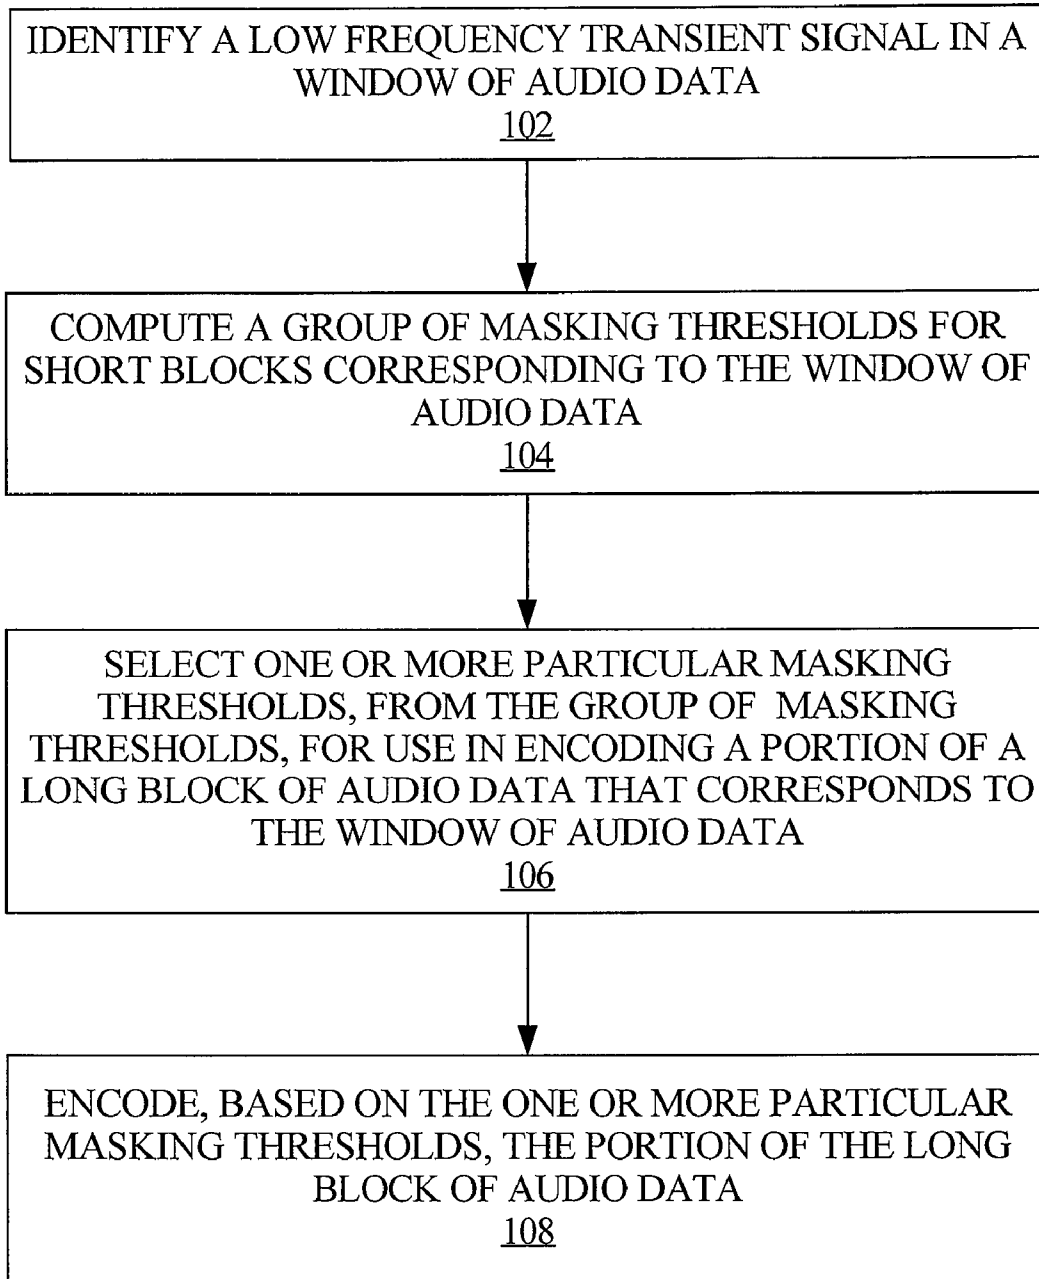 IDENTIFY A LOW FREQUENCY TRANSIENT SIGNAL IN A
WINDOW OF AUDIO DATA
102
COMPUTE A GROUP OF MASKING THRESHOLDS FOR
SHORT BLOCKS CORRESPONDING TO THE WINDOW OF
AUDIO DATA
104
SELECT ONE OR MORE PARTICULAR MASKING
THRESHOLDS, FROM THE GROUP OF MASKING
THRESHOLDS, FOR USE IN ENCODING A PORTION OF A
LONG BLOCK OF AUDIO DATA THAT CORRESPONDS TO
THE WINDOW OF AUDIO DATA
106
ENCODE, BASED ON THE ONE OR MORE PARTICULAR
MASKING THRESHOLDS, THE PORTION OF THE LONG
BLOCK OF AUDIO DATA
108